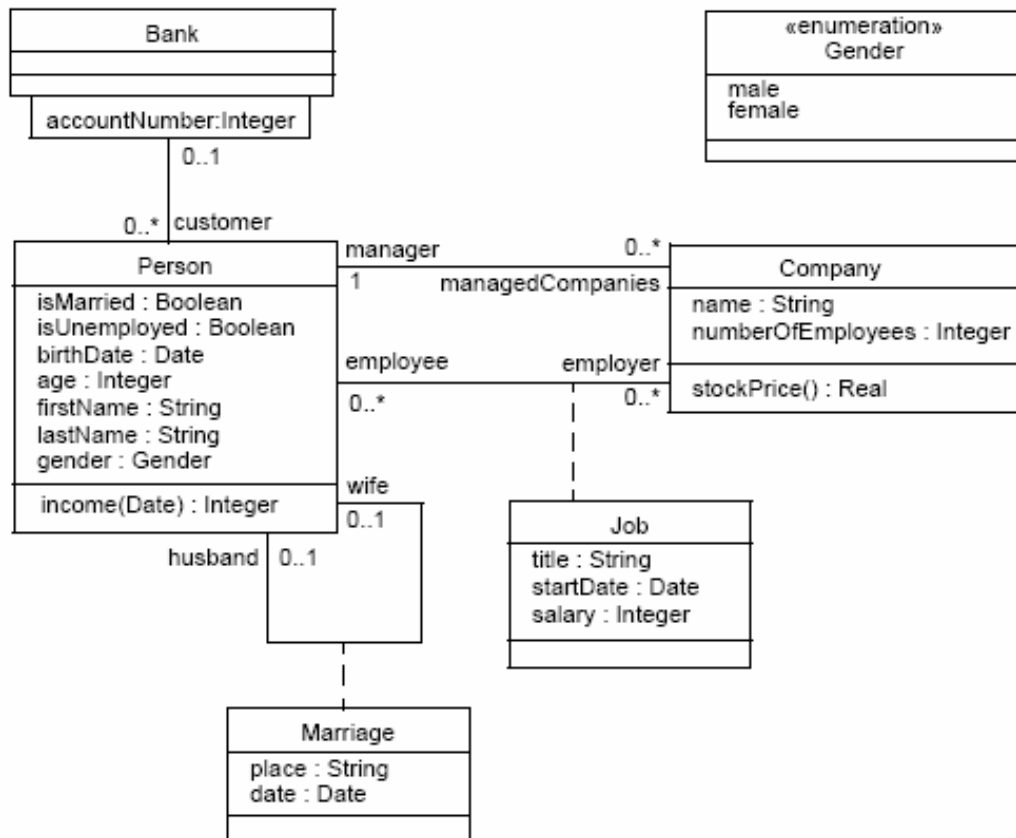 Bank
accountNumber:Integer
0..1
0..* customer
«enumeration»
Gender
male
female
Person
isMarried : Boolean
isUnemployed : Boolean
birthDate : Date
age : Integer
firstName : String
lastName : String
gender : Gender
income(Date) : Integer
manager
0..*
1
managedCompanies
employee
employer
0..*
0..*
Company
name : String
numberOfEmployees : Integer
stockPrice() : Real
wife
0..1
husband
0..1
Job
title : String
startDate : Date
salary : Integer
Marriage
place : String
date : Date